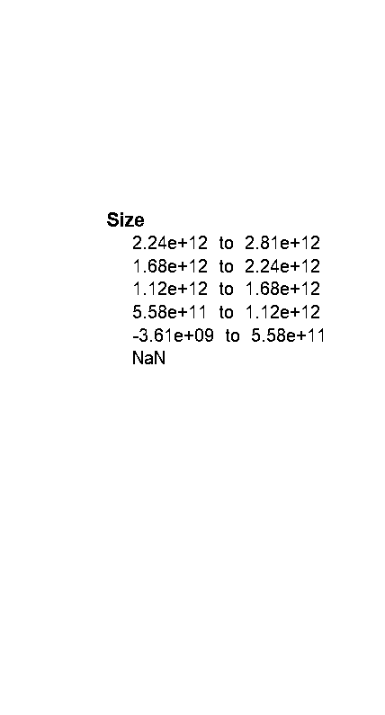 Size
2.24e+12 to 2.81e+12
1.68e+12 to 2.24e+12
1.12e+12 to 1.68e+12
5.58e+11 to 1.12e+12
-3.61e+09 to 5.58e+11
NaN